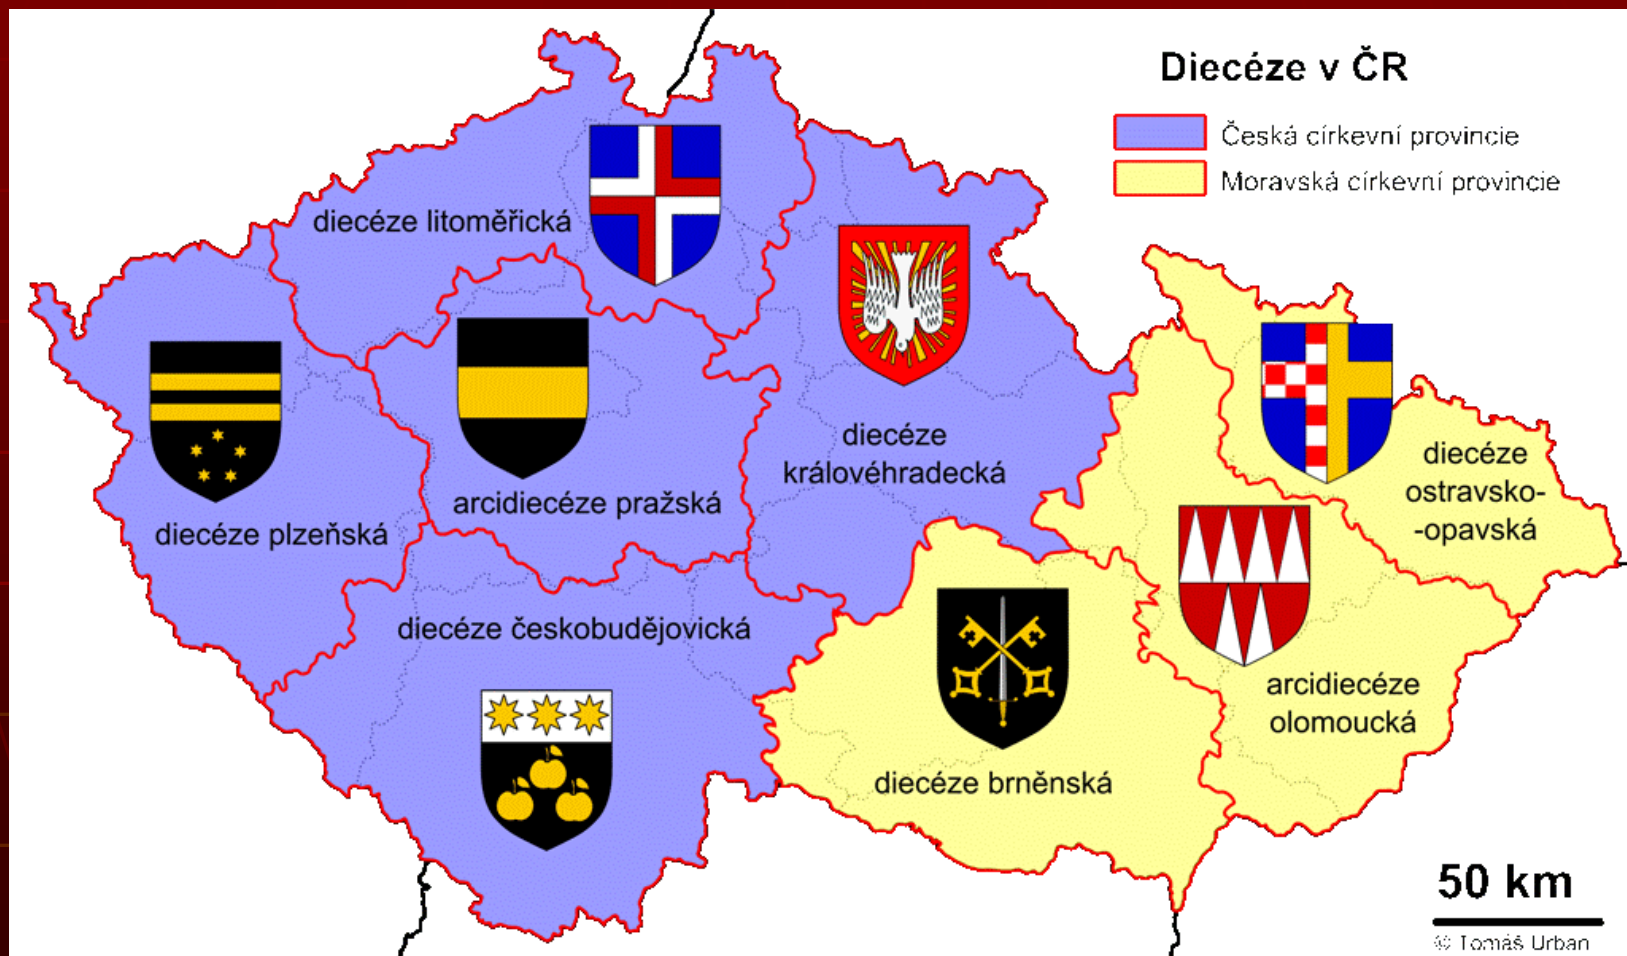 Diecéze v ČR
Česká církevní provincie
Moravská církevní provincie
diecéze litoměřická
diecéze
královéhradecká
diecéze
ostravsko-
-opavská
arcidiecéze pražská
diecéze plzeňská
diecéze českobudějovická
arcidiecéze
olomoucká
diecéze brněnská
50 km
© Tomáš Urban